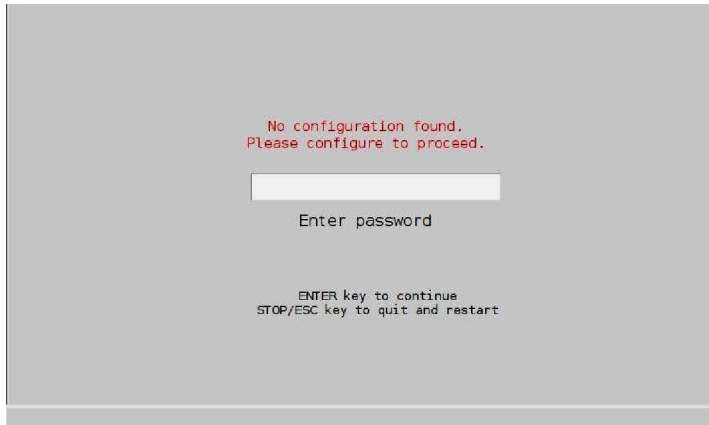 No configuration found.
Please configure to proceed.
Enter password
ENTER key to continue
STOP/ESC key to quit and restart